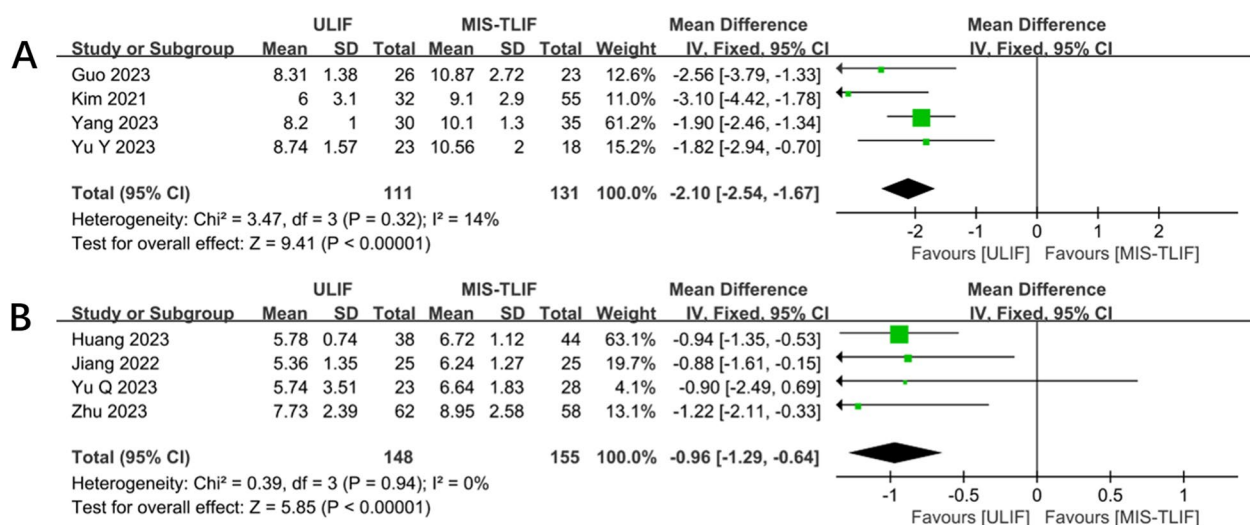 A
ULIF MIS-TLIF Mean Difference Mean Difference
Study or Subgroup Mean SD Total Mean SD Total Weight IV, Fixed, 95% CI IV, Fixed, 95% CI
Guo 2023 8.31 1.38 26 10.87 2.72 23 12.6% -2.56 [-3.79, -1.33]
Kim 2021 6 3.1 32 9.1 2.9 55 11.0% -3.10 [-4.42, -1.78]
Yang 2023 8.2 1 30 10.1 1.3 35 61.2% -1.90 [-2.46, -1.34]
Yu Y 2023 8.74 1.57 23 10.56 2 18 15.2% -1.82 [-2.94, -0.70]
Total (95% CI) 111 131 100.0% -2.10 [-2.54, -1.67]
Heterogeneity: Chi² = 3.47, df = 3 (P = 0.32); I² = 14%
Test for overall effect: Z = 9.41 (P < 0.00001)
-2 -1 0 1 2
Favours [ULIF] Favours [MIS-TLIF]
B
ULIF MIS-TLIF Mean Difference Mean Difference
Study or Subgroup Mean SD Total Mean SD Total Weight IV, Fixed, 95% CI IV, Fixed, 95% CI
Huang 2023 5.78 0.74 38 6.72 1.12 44 63.1% -0.94 [-1.35, -0.53]
Jiang 2022 5.36 1.35 25 6.24 1.27 25 19.7% -0.88 [-1.61, -0.15]
Yu Q 2023 5.74 3.51 23 6.64 1.83 28 4.1% -0.90 [-2.49, 0.69]
Zhu 2023 7.73 2.39 62 8.95 2.58 58 13.1% -1.22 [-2.11, -0.33]
Total (95% CI) 148 155 100.0% -0.96 [-1.29, -0.64]
Heterogeneity: Chi² = 0.39, df = 3 (P = 0.94); I² = 0%
Test for overall effect: Z = 5.85 (P < 0.00001)
-1 -0.5 0 0.5 1
Favours [ULIF] Favours [MIS-TLIF]